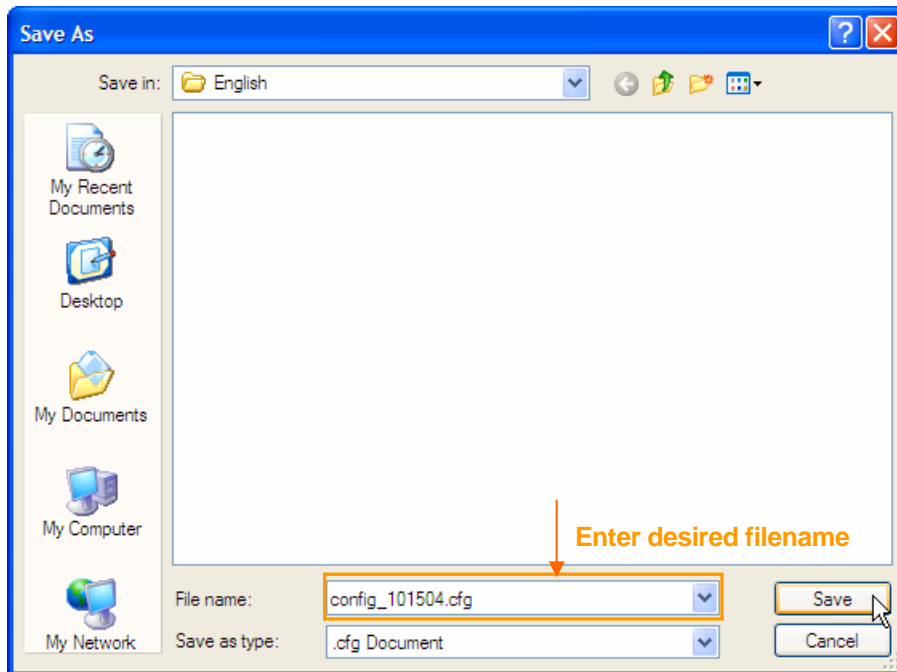 Save As
Save in:
English
My Recent
Documents
Desktop
My Documents
My Computer
My Network
Enter desired filename
File name:
config_101504.cfg
Save
Save as type:
.cfg Document
Cancel